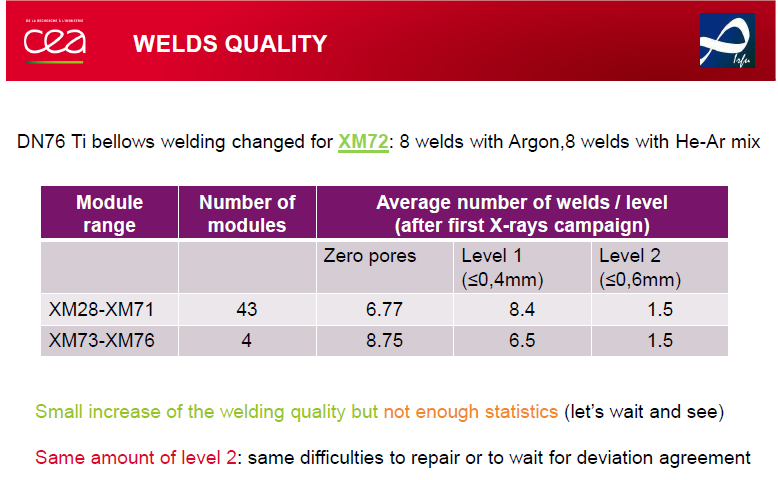 DE LA RECHERCHE À L'INDUSTRIE
cea
WELDS QUALITY
Irfu
DN76 Ti bellows welding changed for XM72: 8 welds with Argon,8 welds with He-Ar mix
Module range
Number of modules
Average number of welds / level
(after first X-rays campaign)
Zero pores
Level 1
(≤0,4mm)
Level 2
(≤0,6mm)
XM28-XM71 43 6.77 8.4 1.5
XM73-XM76 4 8.75 6.5 1.5
Small increase of the welding quality but not enough statistics (let's wait and see)
Same amount of level 2: same difficulties to repair or to wait for deviation agreement